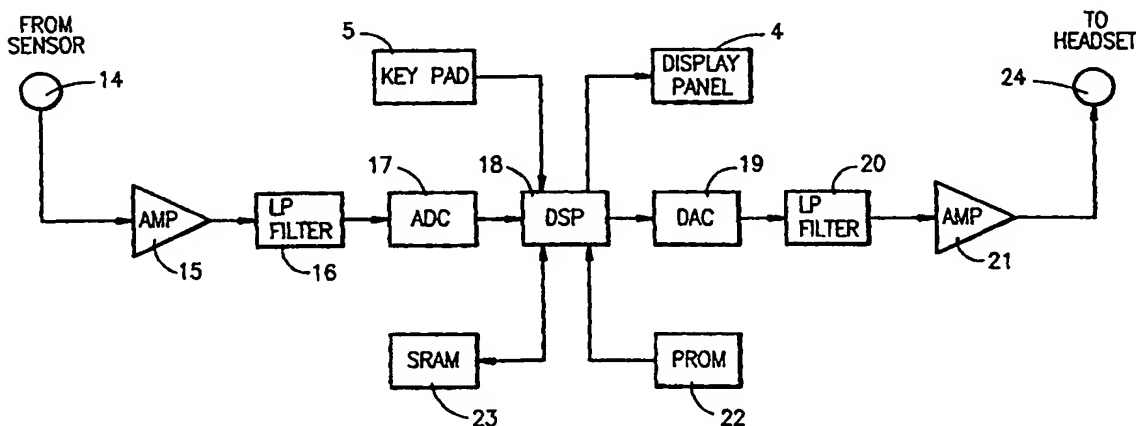 FROM
SENSOR
14
5
KEY PAD
4
DISPLAY
PANEL
TO
HEADSET
24
AMP
15
LP
FILTER
16
17
ADC
18
DSP
19
DAC
20
LP
FILTER
AMP
21
SRAM
23
PROM
22